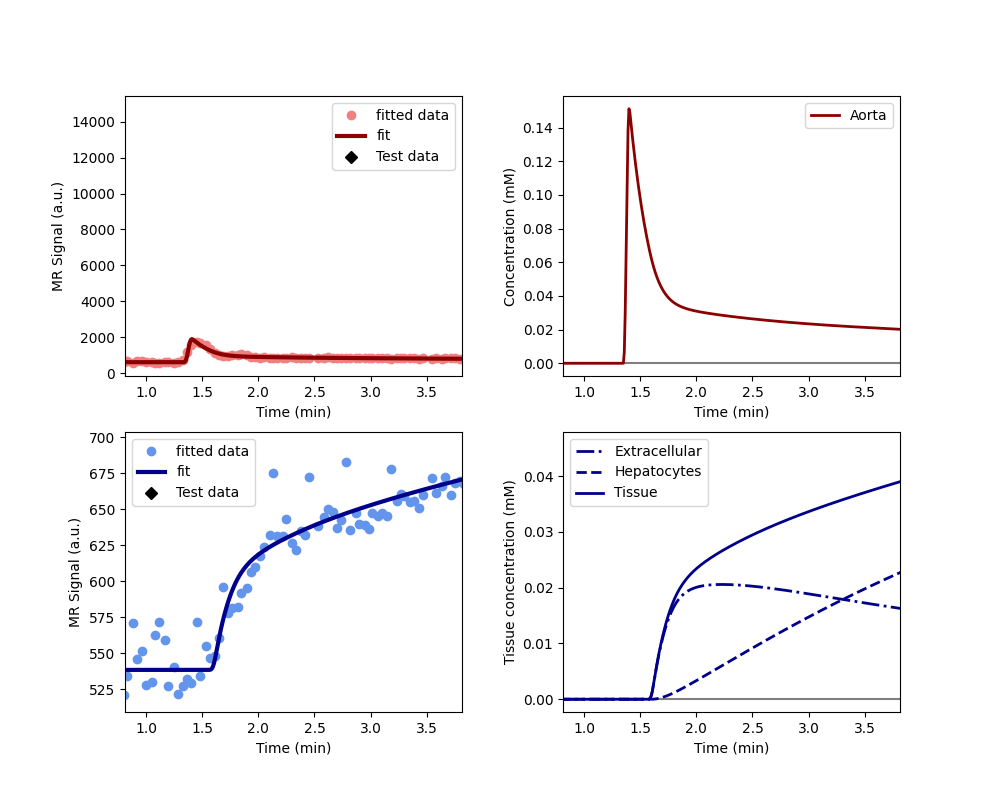 14000
12000
10000
8000
6000
4000
2000
0
MR Signal (a.u.)
fitted data
fit
Test data
1.0 1.5 2.0 2.5 3.0 3.5
Time (min)
0.14
0.12
0.10
0.08
0.06
0.04
0.02
0.00
Concentration (mM)
Aorta
1.0 1.5 2.0 2.5 3.0 3.5
Time (min)
700
675
650
625
600
575
550
525
MR Signal (a.u.)
fitted data
fit
Test data
1.0 1.5 2.0 2.5 3.0 3.5
Time (min)
0.04
0.03
0.02
0.01
0.00
Tissue concentration (mM)
Extracellular
Hepatocytes
Tissue
1.0 1.5 2.0 2.5 3.0 3.5
Time (min)